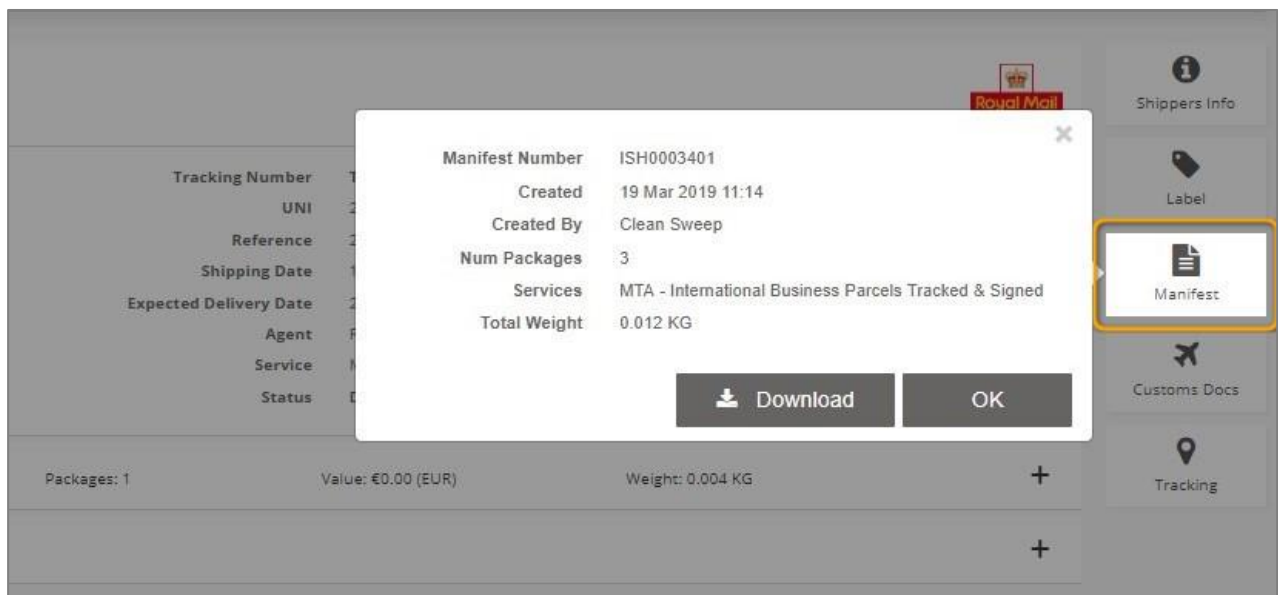 Royal Mail
Shippers Info
Manifest Number ISH0003401
Created 19 Mar 2019 11:14
Created By Clean Sweep
Num Packages 3
Services MTA - International Business Parcels Tracked & Signed
Total Weight 0.012 KG
Download OK
Tracking Number
UNI
Reference
Shipping Date
Expected Delivery Date
Agent
Service
Status
Label
Manifest
Customs Docs
Tracking
Packages: 1 Value: €0.00 (EUR) Weight: 0.004 KG